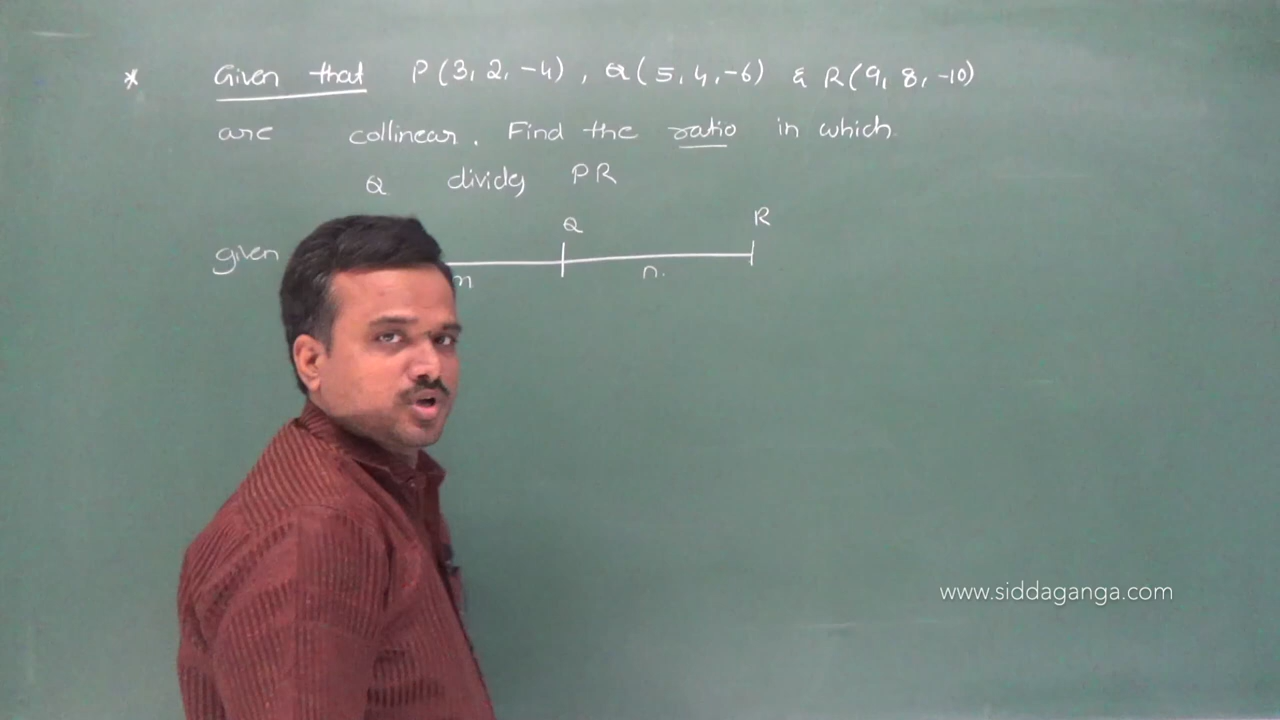 * Given that P(3, 2, -4), Q(5, 4, -6) & R(9, 8, -10)
are collinear. Find the ratio in which
Q divides PR
Q R
given
m n.
www.siddaganga.com